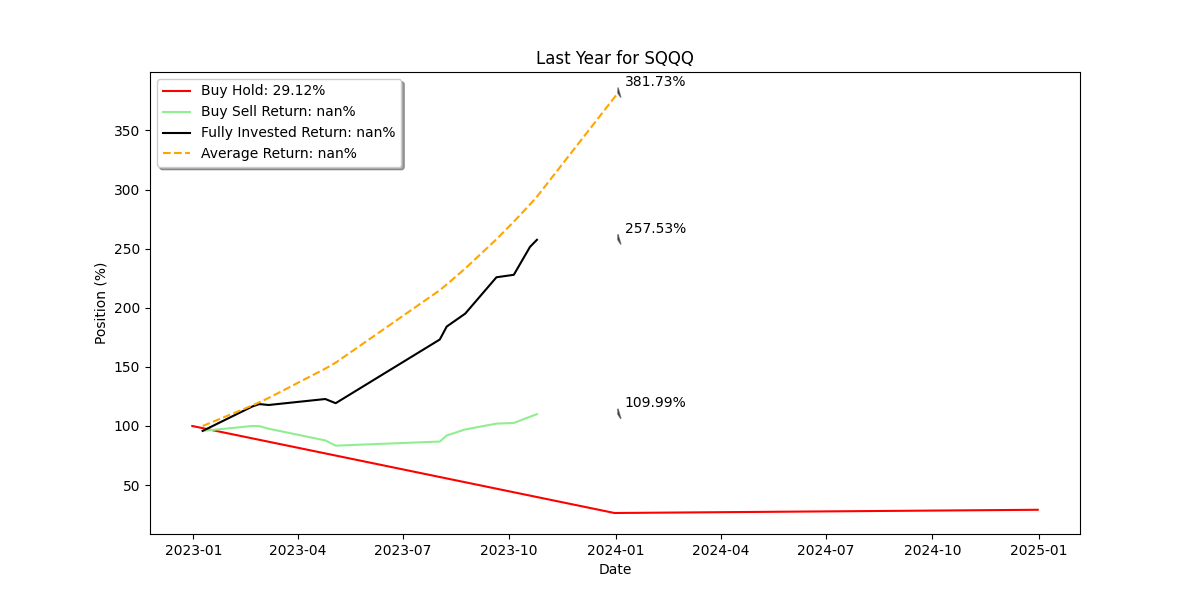 Last Year for SQQQ
Buy Hold: 29.12%
Buy Sell Return: nan%
Fully Invested Return: nan%
Average Return: nan%
381.73%
257.53%
109.99%
Position (%)
350
300
250
200
150
100
50
2023-01 2023-04 2023-07 2023-10 2024-01 2024-04 2024-07 2024-10 2025-01
Date